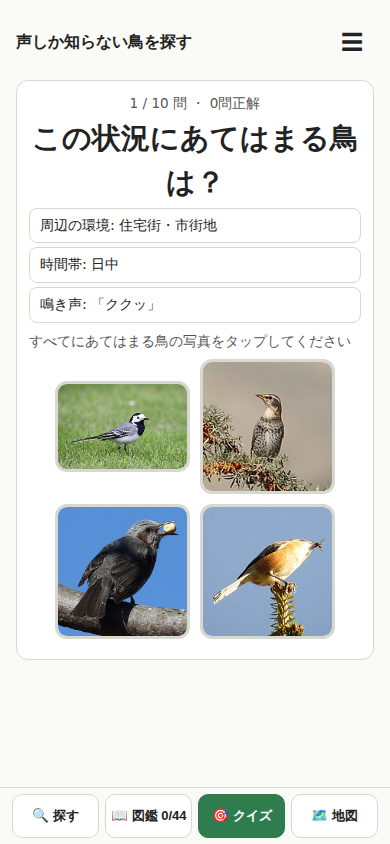 声しか知らない鳥を探す
☰
1 / 10 問 ・ 0問正解
この状況にあてはまる鳥
は？
周辺の環境: 住宅街・市街地
時間帯: 日中
鳴き声: 「ククッ」
すべてにあてはまる鳥の写真をタップしてください
🔍 探す
📖 図鑑 0/44
🎯 クイズ
🗺️ 地図